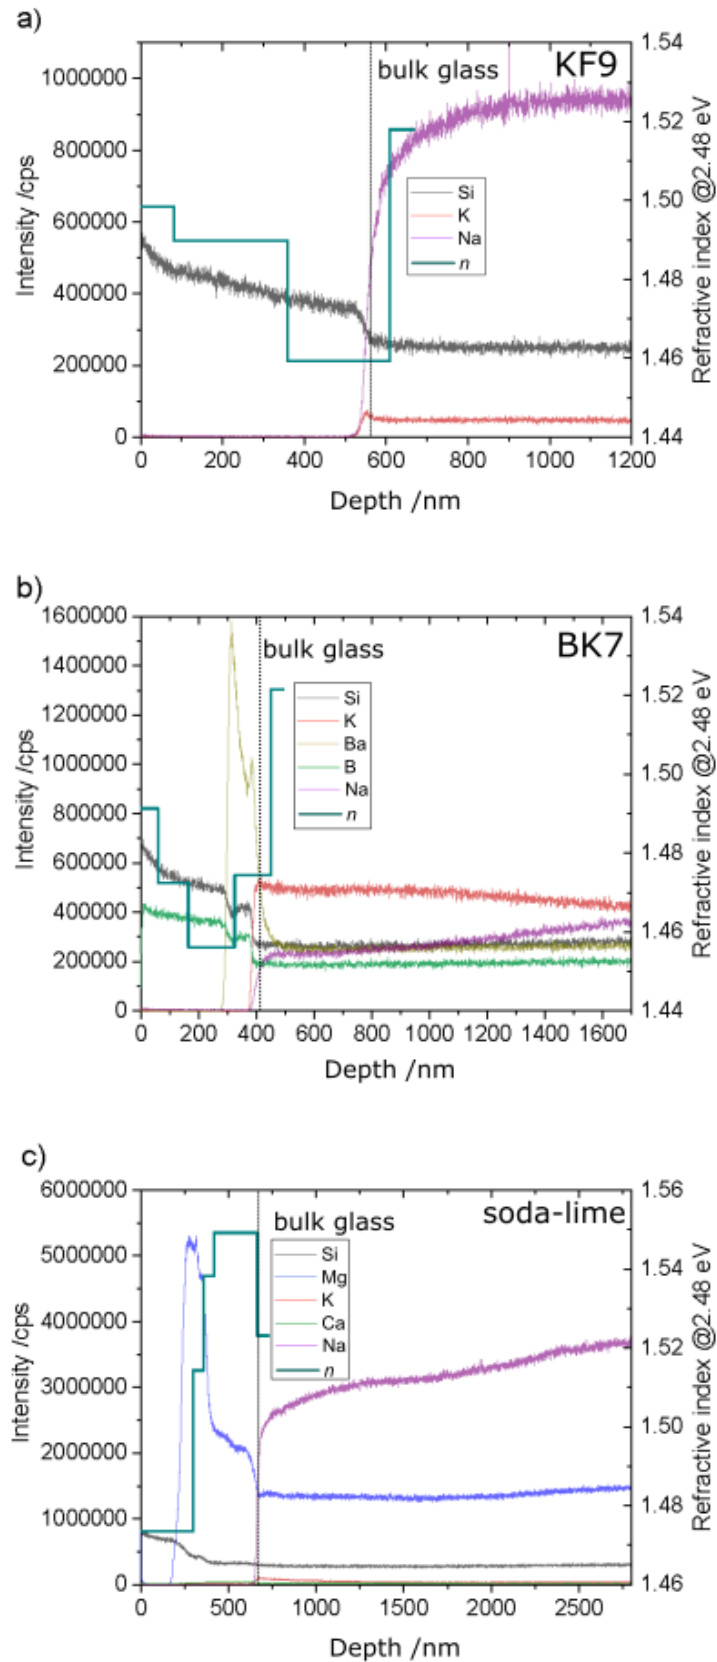 a)
KF9
bulk glass
1000000
800000
600000
400000
200000
0
Intensity /cps
Si
K
Na
n
1.54
1.52
1.50
1.48
1.46
1.44
Refractive index @2.48 eV
0 200 400 600 800 1000 1200
Depth /nm
b)
BK7
bulk glass
1600000
1400000
1200000
1000000
800000
600000
400000
200000
0
Intensity /cps
Si
K
Ba
B
Na
n
1.54
1.52
1.50
1.48
1.46
1.44
Refractive index @2.48 eV
0 200 400 600 800 1000 1200 1400 1600
Depth /nm
c)
soda-lime
bulk glass
6000000
5000000
4000000
3000000
2000000
1000000
0
Intensity /cps
Si
Mg
K
Ca
Na
n
1.56
1.54
1.52
1.50
1.48
1.46
Refractive index @2.48 eV
0 500 1000 1500 2000 2500
Depth /nm